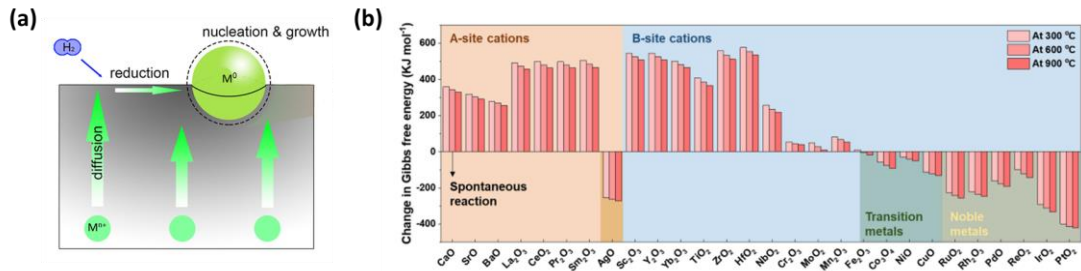 (a)
H₂
reduction
nucleation & growth
M⁰
diffusion
Mⁿ⁺
(b)
Change in Gibbs free energy (KJ mol⁻¹)
600
400
200
0
-200
-400
A-site cations
B-site cations
At 300 °C
At 600 °C
At 900 °C
Spontaneous
reaction
Transition
metals
Noble
metals
CaO
SrO
BaO
La₂O₃
CeO₂
Pr₂O₃
Sm₂O₃
AgO
Sc₂O₃
Y₂O₃
Yb₂O₃
TiO₂
ZrO₂
HfO₂
NbO₂
Cr₂O₃
MoO₂
Mn₂O₃
Fe₂O₃
Co₃O₄
NiO
CuO
RuO₂
Rh₂O₃
PdO
ReO₂
IrO₂
PtO₂